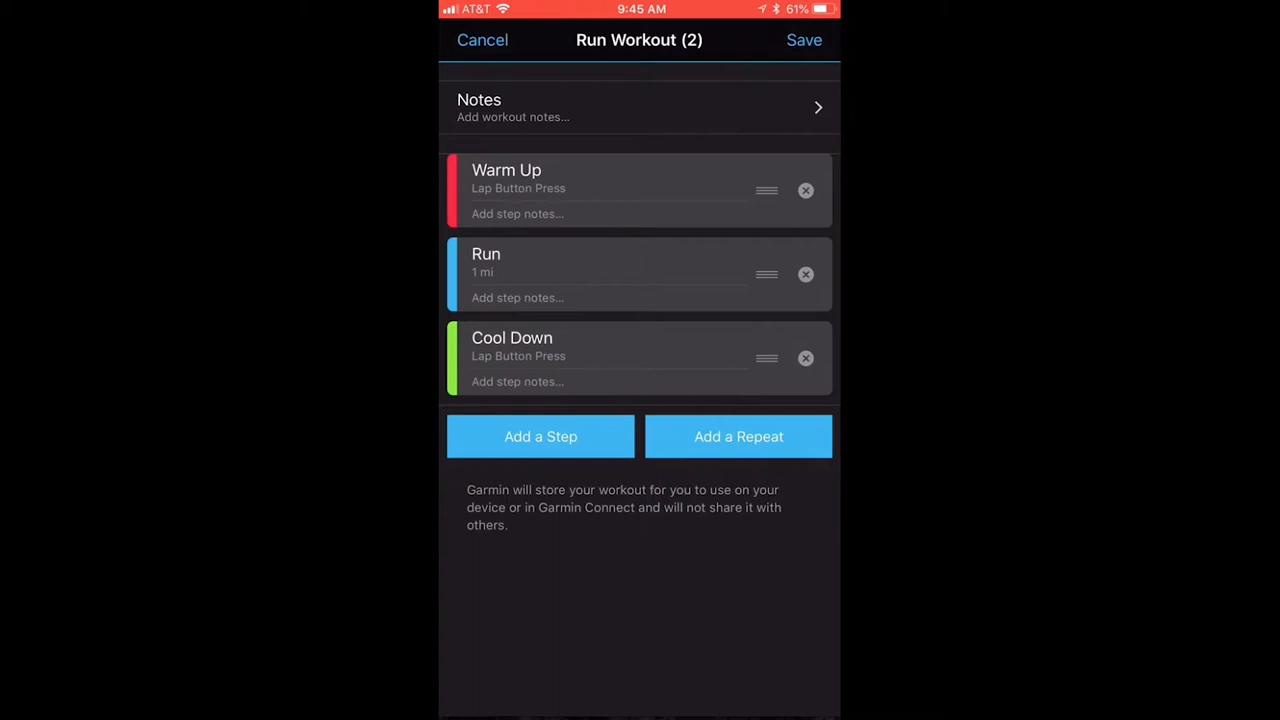 AT&T 9:45 AM 61%
Cancel Run Workout (2) Save
Notes
Add workout notes...
Warm Up
Lap Button Press
Add step notes...
Run
1 mi
Add step notes...
Cool Down
Lap Button Press
Add step notes...
Add a Step Add a Repeat
Garmin will store your workout for you to use on your
device or in Garmin Connect and will not share it with
others.